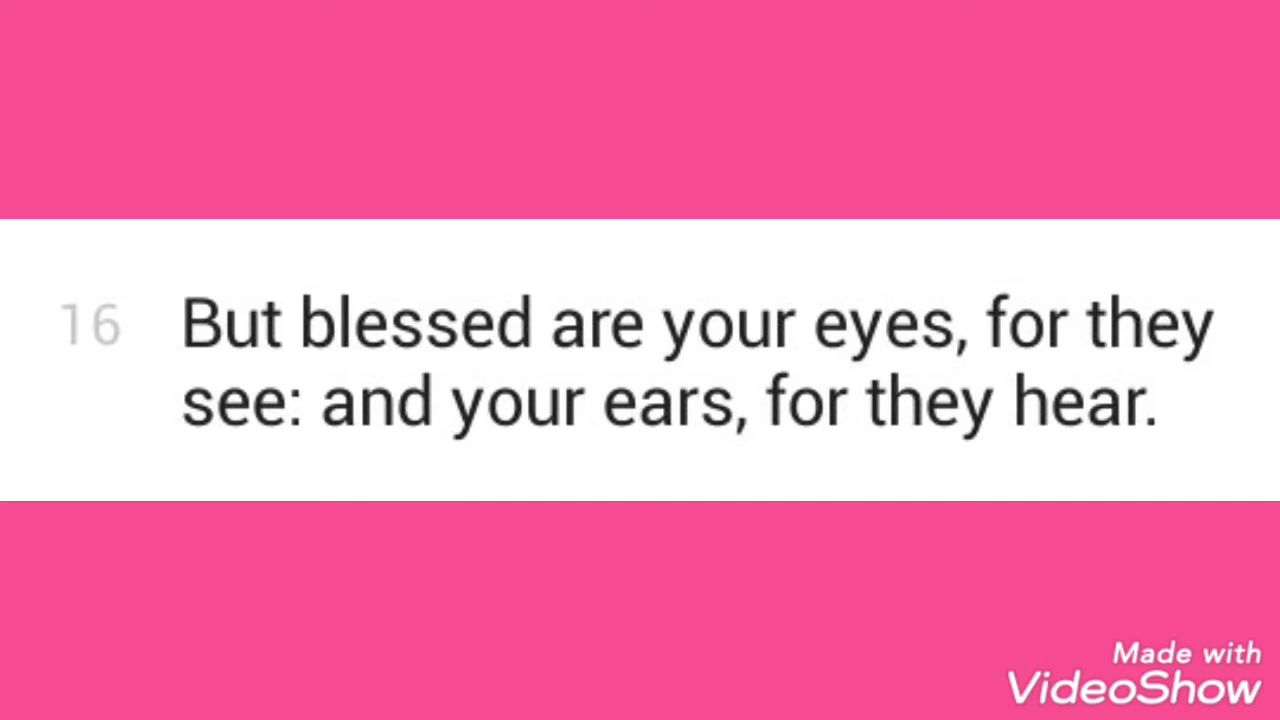 16 But blessed are your eyes, for they
see: and your ears, for they hear.
Made with
VideoShow